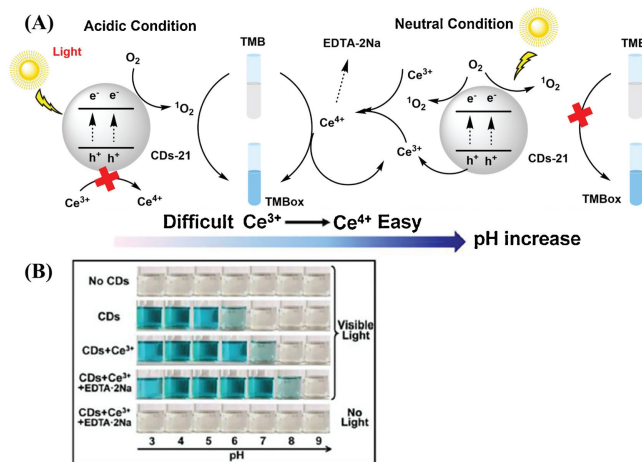 (A)
Acidic Condition
Neutral Condition
Light
O₂
¹O₂
e⁻ e⁻
h⁺ h⁺
CDs-21
Ce³⁺
Ce⁴⁺
TMB
TMBox
EDTA-2Na
Ce³⁺
Ce⁴⁺
Ce³⁺
O₂
¹O₂
¹O₂
e⁻ e⁻
h⁺ h⁺
CDs-21
TMB
TMBox
Difficult Ce³⁺ → Ce⁴⁺ Easy
pH increase
(B)
No CDs
CDs
CDs+Ce³⁺
CDs+Ce³⁺
+EDTA·2Na
CDs+Ce³⁺
+EDTA·2Na
Visible
Light
No
Light
3 4 5 6 7 8 9
pH